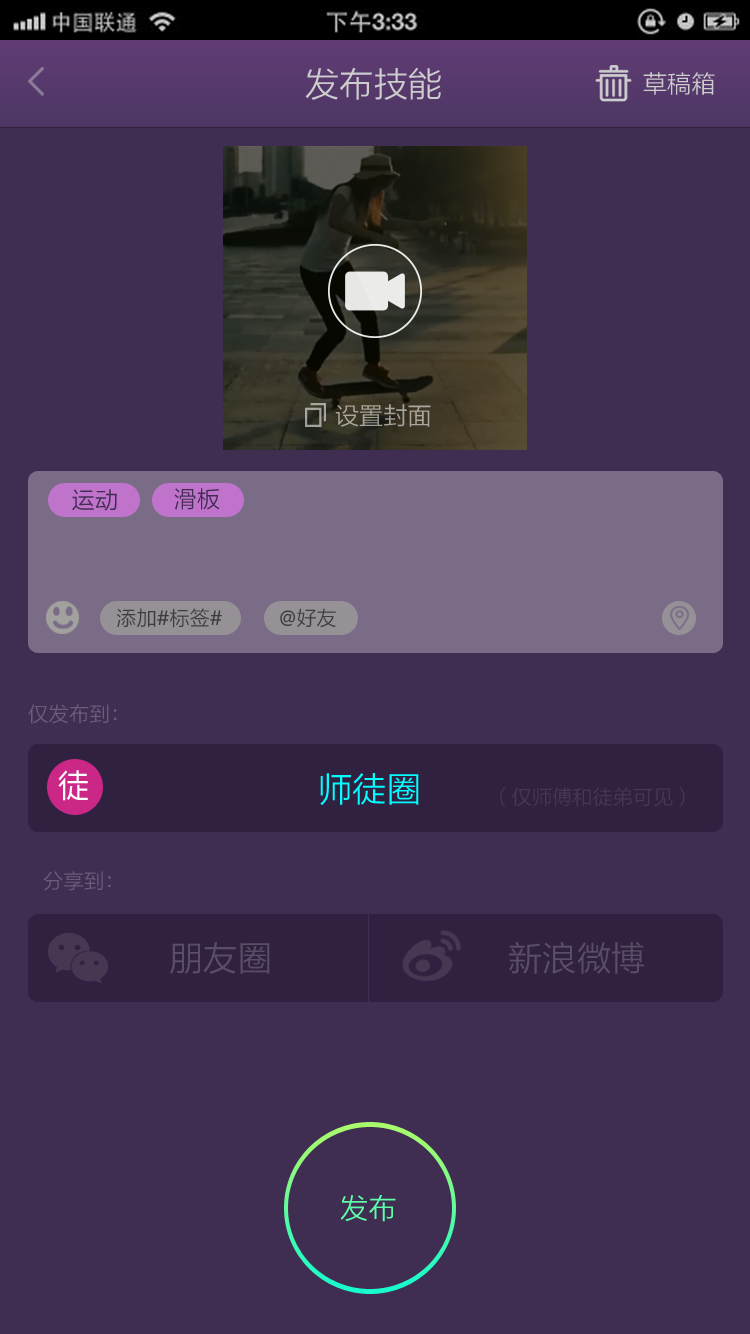 中国联通 下午3:33
发布技能 草稿箱
设置封面
运动 滑板
添加#标签# @好友
仅发布到：
徒 师徒圈 （仅师傅和徒弟可见）
分享到：
朋友圈 新浪微博
发布